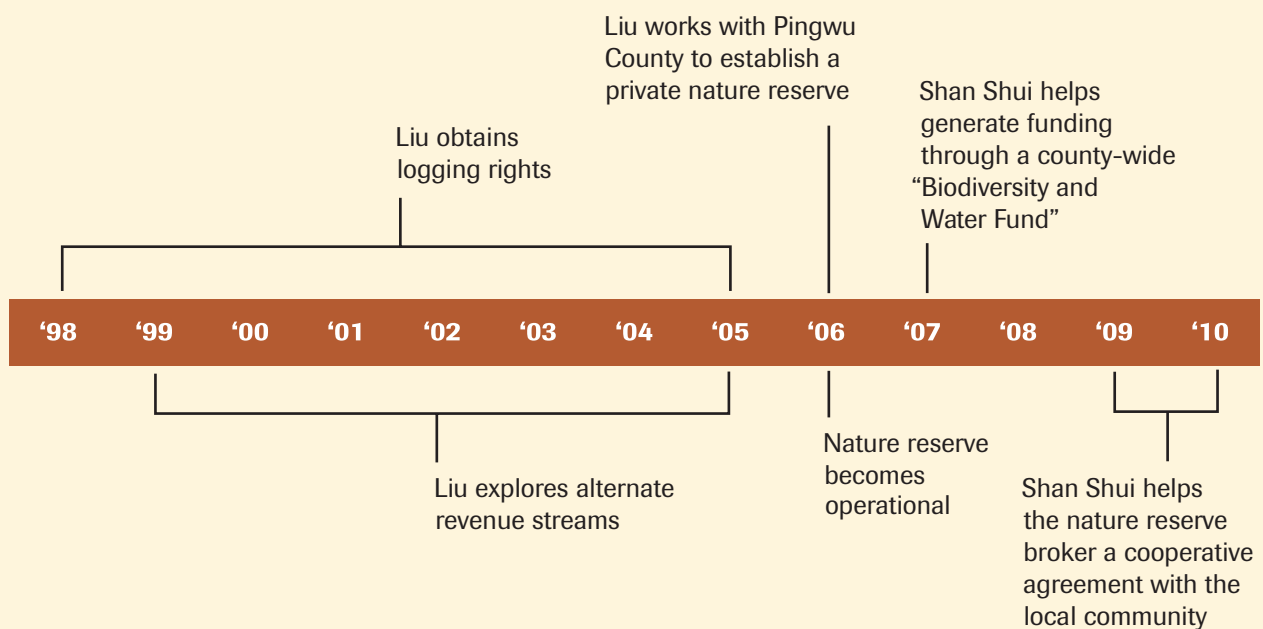 Liu works with Pingwu
County to establish a
private nature reserve
Shan Shui helps
generate funding
through a county-wide
“Biodiversity and
Water Fund”
Liu obtains
logging rights
‘98 ‘99 ‘00 ‘01 ‘02 ‘03 ‘04 ‘05 ‘06 ‘07 ‘08 ‘09 ‘10
Liu explores alternate
revenue streams
Nature reserve
becomes
operational
Shan Shui helps
the nature reserve
broker a cooperative
agreement with the
local community